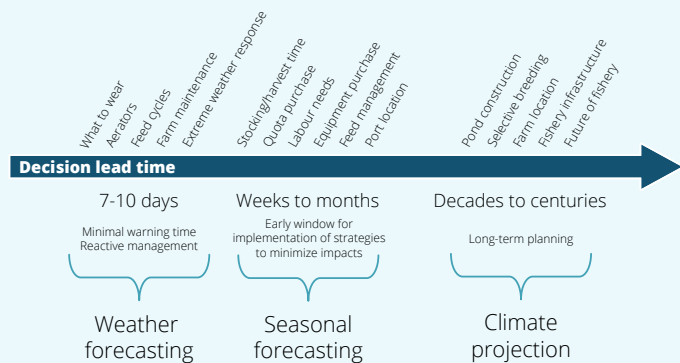 What to wear
Aerators
Feed cycles
Farm maintenance
Extreme weather response
Stocking/harvest time
Quota purchase
Labour needs
Equipment purchase
Feed management
Port location
Pond construction
Selective breeding
Farm location
Fishery infrastructure
Future of fishery
Decision lead time
7-10 days
Minimal warning time
Reactive management
Weather
forecasting
Weeks to months
Early window for
implementation of strategies
to minimize impacts
Seasonal
forecasting
Decades to centuries
Long-term planning
Climate
projection